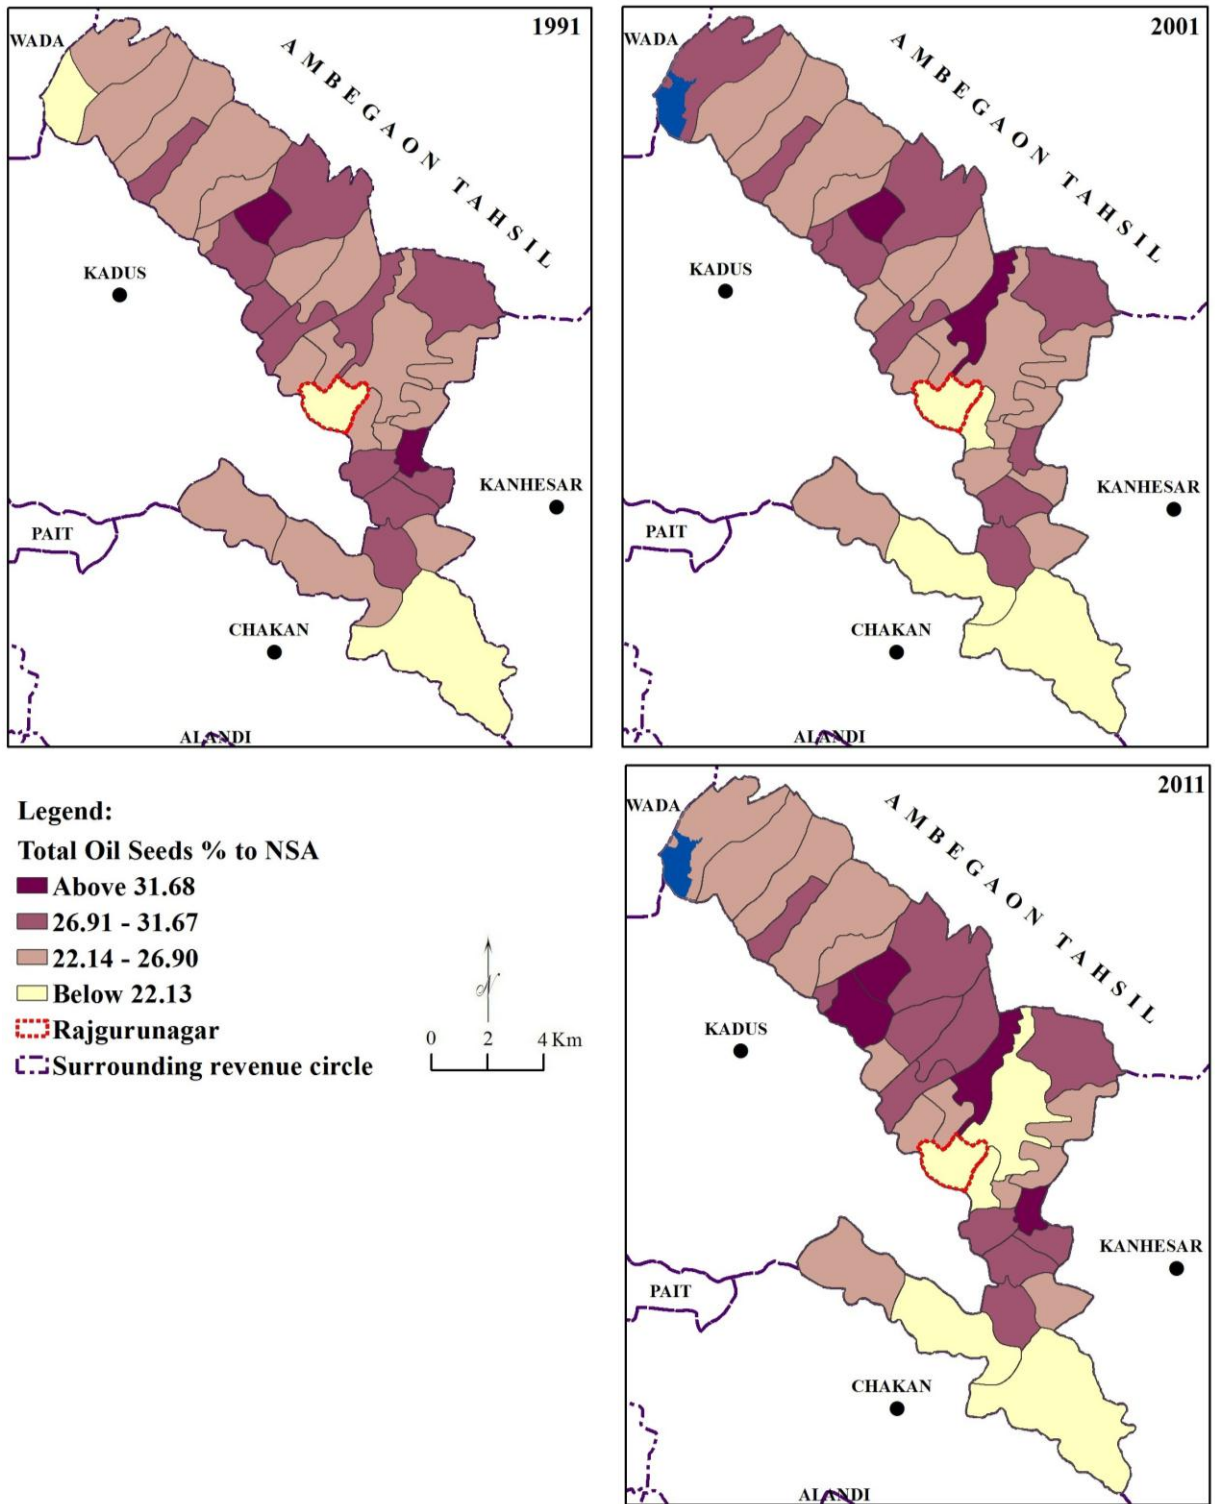 1991
WADA
AMBEGAON TAHSIL
KADUS
KANHESAR
PAIT
CHAKAN
ALANDI
2001
WADA
AMBEGAON TAHSIL
KADUS
KANHESAR
PAIT
CHAKAN
ALANDI
Legend:
Total Oil Seeds % to NSA
Above 31.68
26.91 - 31.67
22.14 - 26.90
Below 22.13
Rajgurunagar
Surrounding revenue circle
N
0 2 4 Km
2011
WADA
AMBEGAON TAHSIL
KADUS
KANHESAR
PAIT
CHAKAN
ALANDI